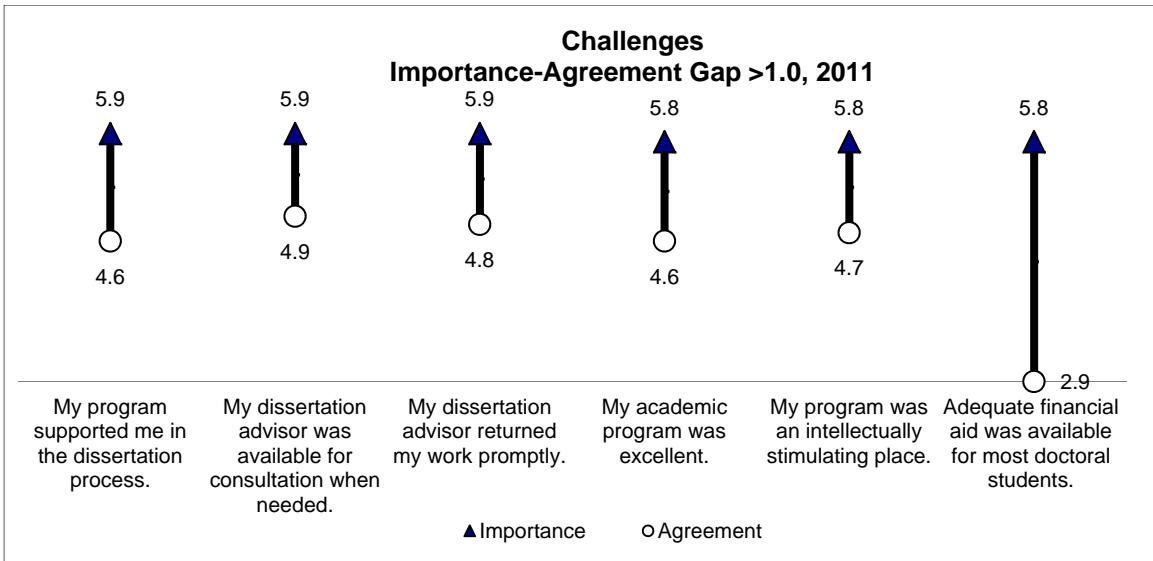 Challenges
Importance-Agreement Gap >1.0, 2011
5.9
5.9
5.9
5.8
5.8
5.8
4.6
4.9
4.8
4.6
4.7
2.9
My program
supported me in
the dissertation
process.
My dissertation
advisor was
available for
consultation when
needed.
My dissertation
advisor returned
my work promptly.
My academic
program was
excellent.
My program was
an intellectually
stimulating place.
Adequate financial
aid was available
for most doctoral
students.
Importance
Agreement